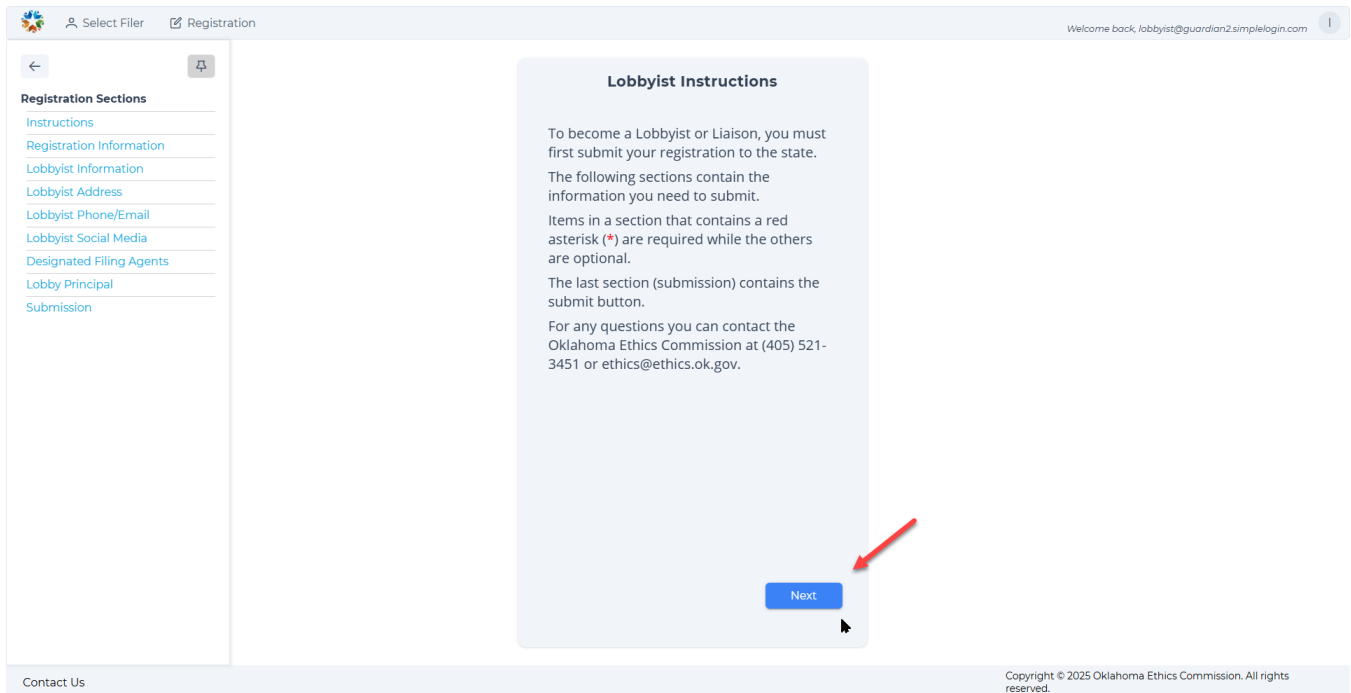 Select Filer
Registration
Welcome back, lobbyist@guardian2.simplelogin.com
l
Registration Sections
Instructions
Registration Information
Lobbyist Information
Lobbyist Address
Lobbyist Phone/Email
Lobbyist Social Media
Designated Filing Agents
Lobby Principal
Submission
Lobbyist Instructions
To become a Lobbyist or Liaison, you must
first submit your registration to the state.
The following sections contain the
information you need to submit.
Items in a section that contains a red
asterisk (*) are required while the others
are optional.
The last section (submission) contains the
submit button.
For any questions you can contact the
Oklahoma Ethics Commission at (405) 521-
3451 or ethics@ethics.ok.gov.
Next
Contact Us
Copyright © 2025 Oklahoma Ethics Commission. All rights
reserved.